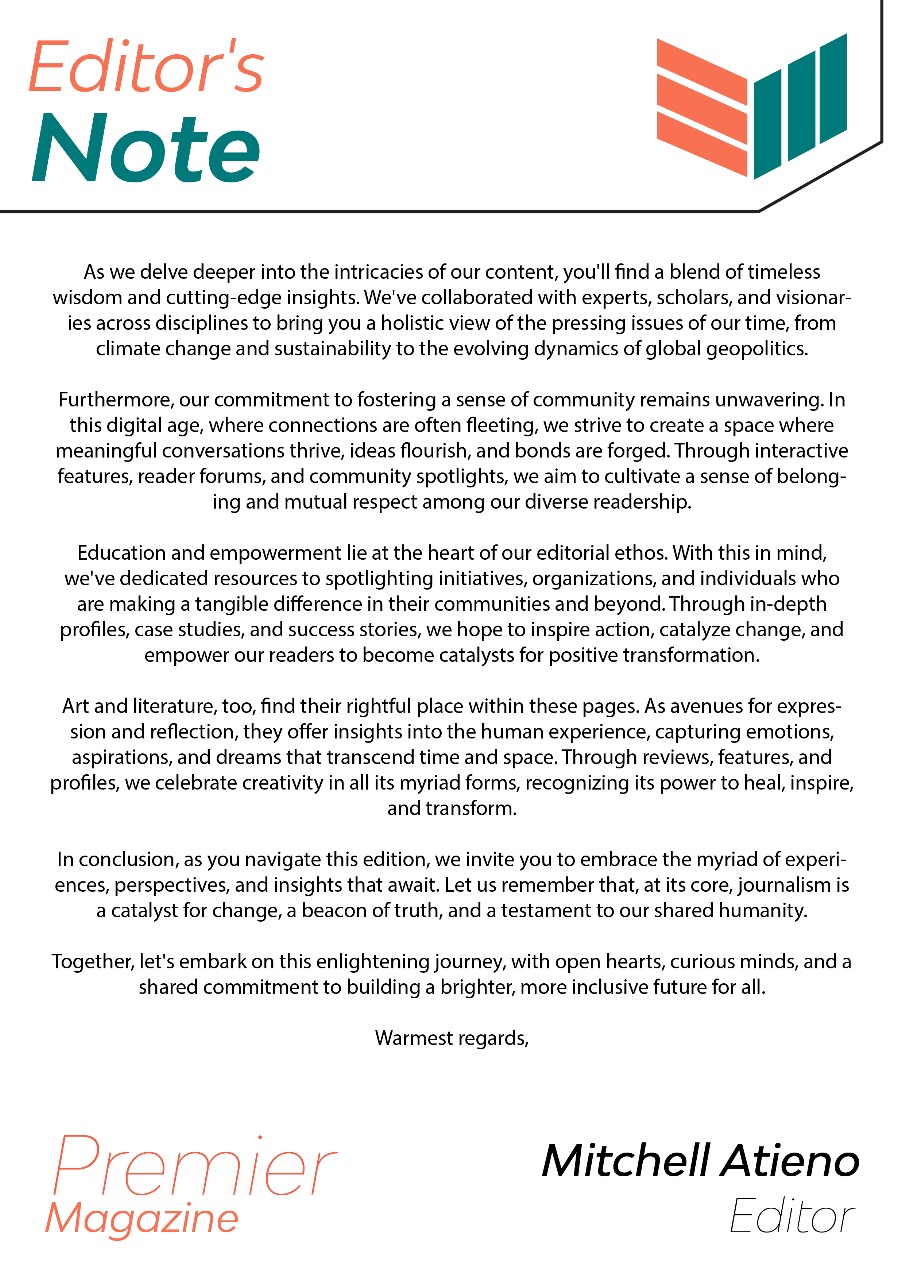 Editor's
Note
As we delve deeper into the intricacies of our content, you'll find a blend of timeless
wisdom and cutting-edge insights. We've collaborated with experts, scholars, and visionar-
ies across disciplines to bring you a holistic view of the pressing issues of our time, from
climate change and sustainability to the evolving dynamics of global geopolitics.
Furthermore, our commitment to fostering a sense of community remains unwavering. In
this digital age, where connections are often fleeting, we strive to create a space where
meaningful conversations thrive, ideas flourish, and bonds are forged. Through interactive
features, reader forums, and community spotlights, we aim to cultivate a sense of belong-
ing and mutual respect among our diverse readership.
Education and empowerment lie at the heart of our editorial ethos. With this in mind,
we've dedicated resources to spotlighting initiatives, organizations, and individuals who
are making a tangible difference in their communities and beyond. Through in-depth
profiles, case studies, and success stories, we hope to inspire action, catalyze change, and
empower our readers to become catalysts for positive transformation.
Art and literature, too, find their rightful place within these pages. As avenues for expres-
sion and reflection, they offer insights into the human experience, capturing emotions,
aspirations, and dreams that transcend time and space. Through reviews, features, and
profiles, we celebrate creativity in all its myriad forms, recognizing its power to heal, inspire,
and transform.
In conclusion, as you navigate this edition, we invite you to embrace the myriad of experi-
ences, perspectives, and insights that await. Let us remember that, at its core, journalism is
a catalyst for change, a beacon of truth, and a testament to our shared humanity.
Together, let's embark on this enlightening journey, with open hearts, curious minds, and a
shared commitment to building a brighter, more inclusive future for all.
Warmest regards,
Premier
Magazine
Mitchell Atieno
Editor